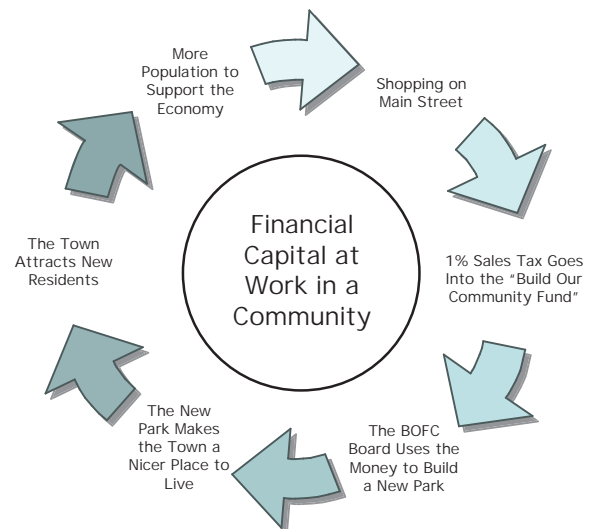 More
Population to
Support the
Economy
Shopping on
Main Street
1% Sales Tax Goes
Into the “Build Our
Community Fund”
The BOFC
Board Uses the
Money to Build
a New Park
The New
Park Makes
the Town a
Nicer Place to
Live
The Town
Attracts New
Residents
Financial
Capital at
Work in a
Community